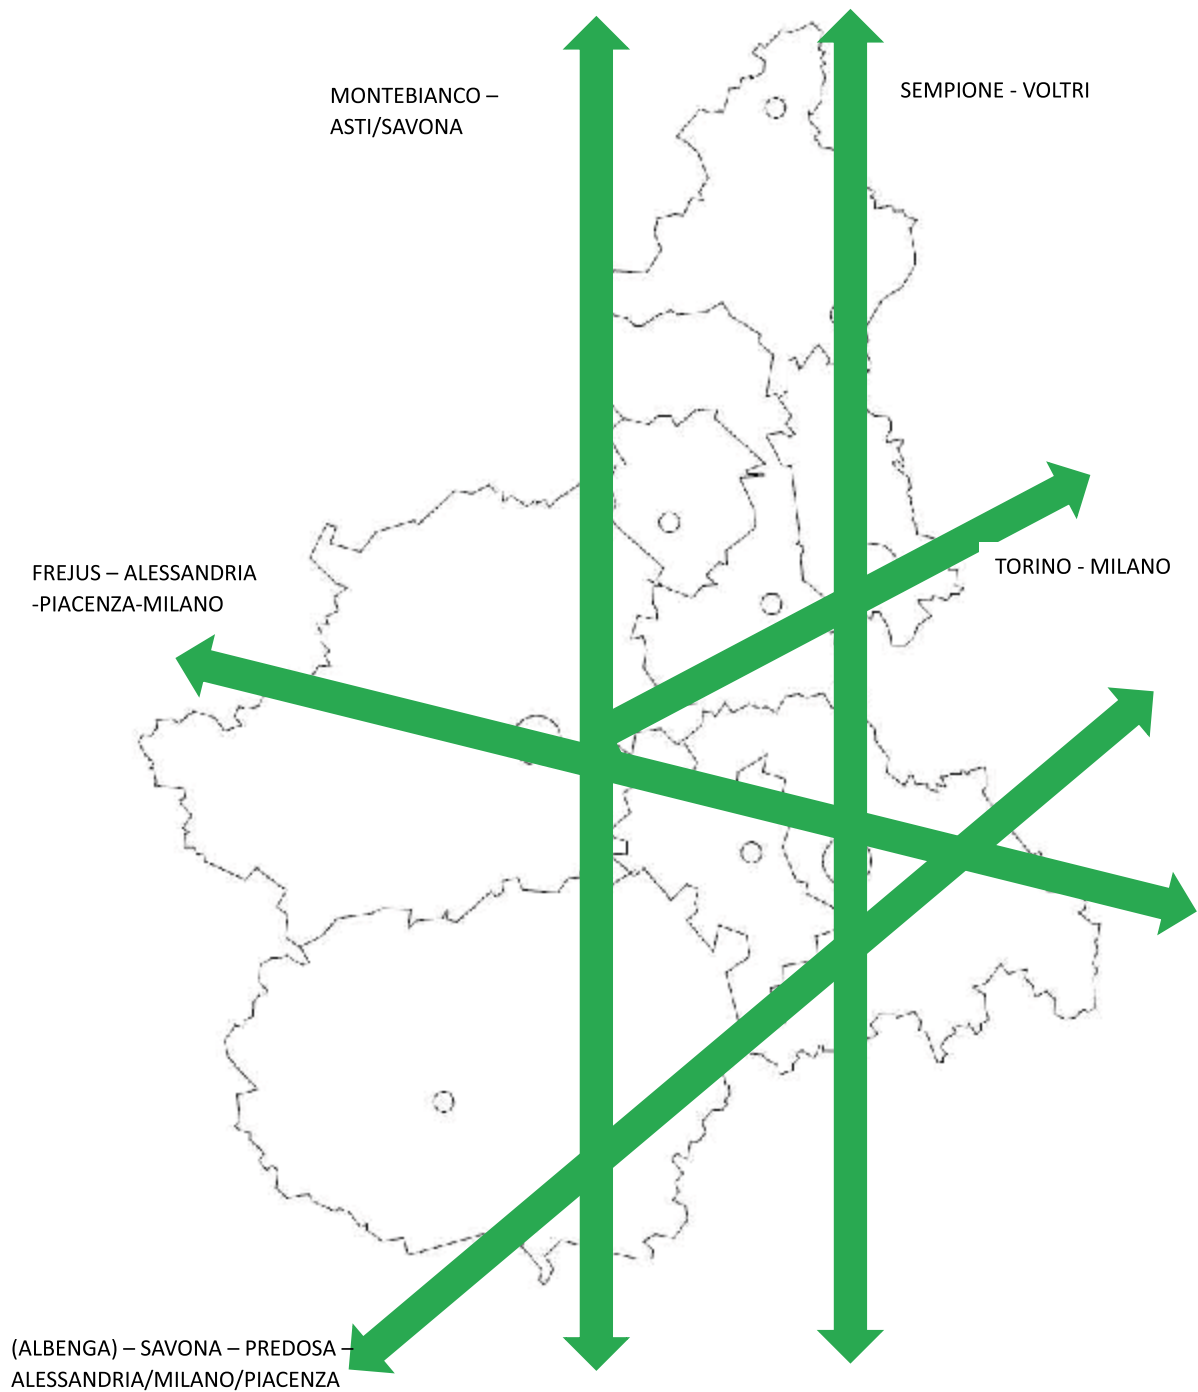 MONTEBIANCO –
ASTI/SAVONA
SEMPIONE - VOLTRI
FREJUS – ALESSANDRIA
-PIACENZA-MILANO
TORINO - MILANO
(ALBENGA) – SAVONA – PREDOSA –
ALESSANDRIA/MILANO/PIACENZA